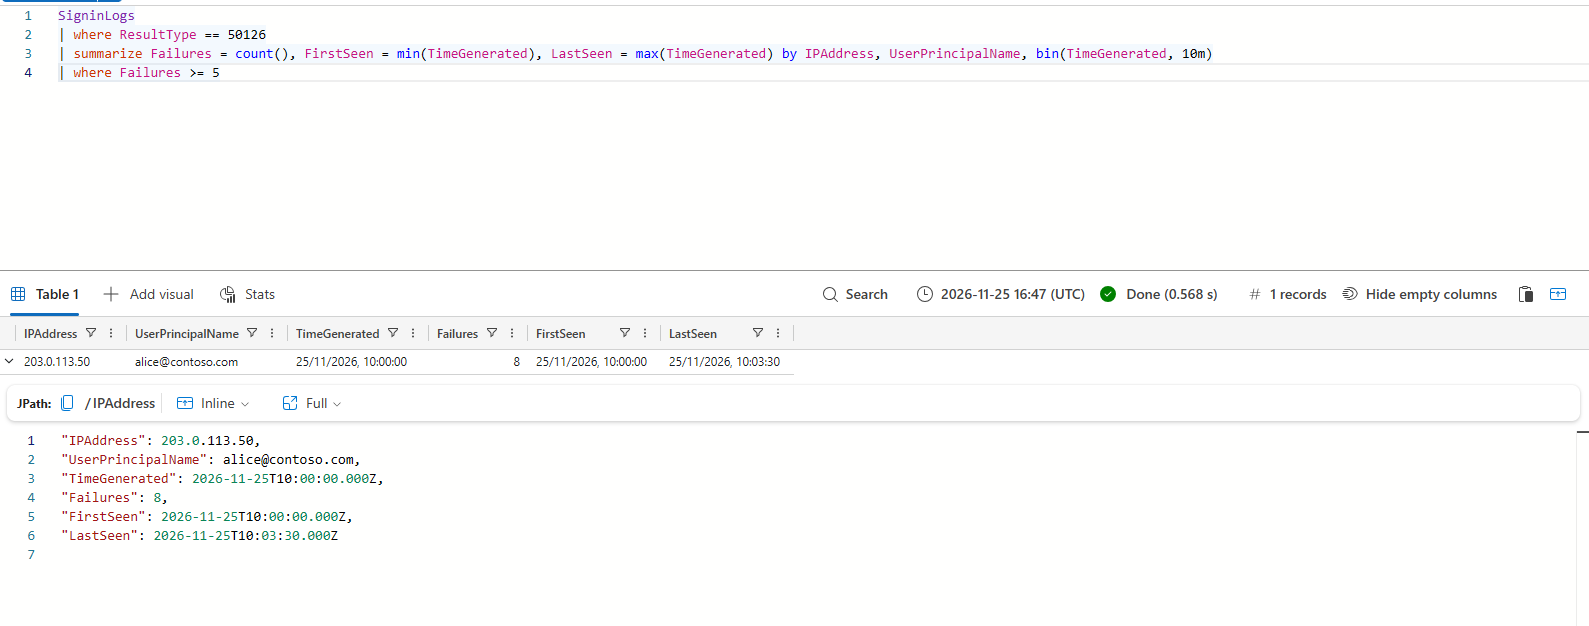 1 SigninLogs
2 | where ResultType == 50126
3 | summarize Failures = count(), FirstSeen = min(TimeGenerated), LastSeen = max(TimeGenerated) by IPAddress, UserPrincipalName, bin(TimeGenerated, 10m)
4 | where Failures >= 5
Table 1 Add visual Stats Search 2026-11-25 16:47 (UTC) Done (0.568 s) # 1 records Hide empty columns
IPAddress UserPrincipalName TimeGenerated Failures FirstSeen LastSeen
203.0.113.50 alice@contoso.com 25/11/2026, 10:00:00 8 25/11/2026, 10:00:00 25/11/2026, 10:03:30
JPath: /IPAddress Inline Full
1 "IPAddress": 203.0.113.50,
2 "UserPrincipalName": alice@contoso.com,
3 "TimeGenerated": 2026-11-25T10:00:00.000Z,
4 "Failures": 8,
5 "FirstSeen": 2026-11-25T10:00:00.000Z,
6 "LastSeen": 2026-11-25T10:03:30.000Z
7